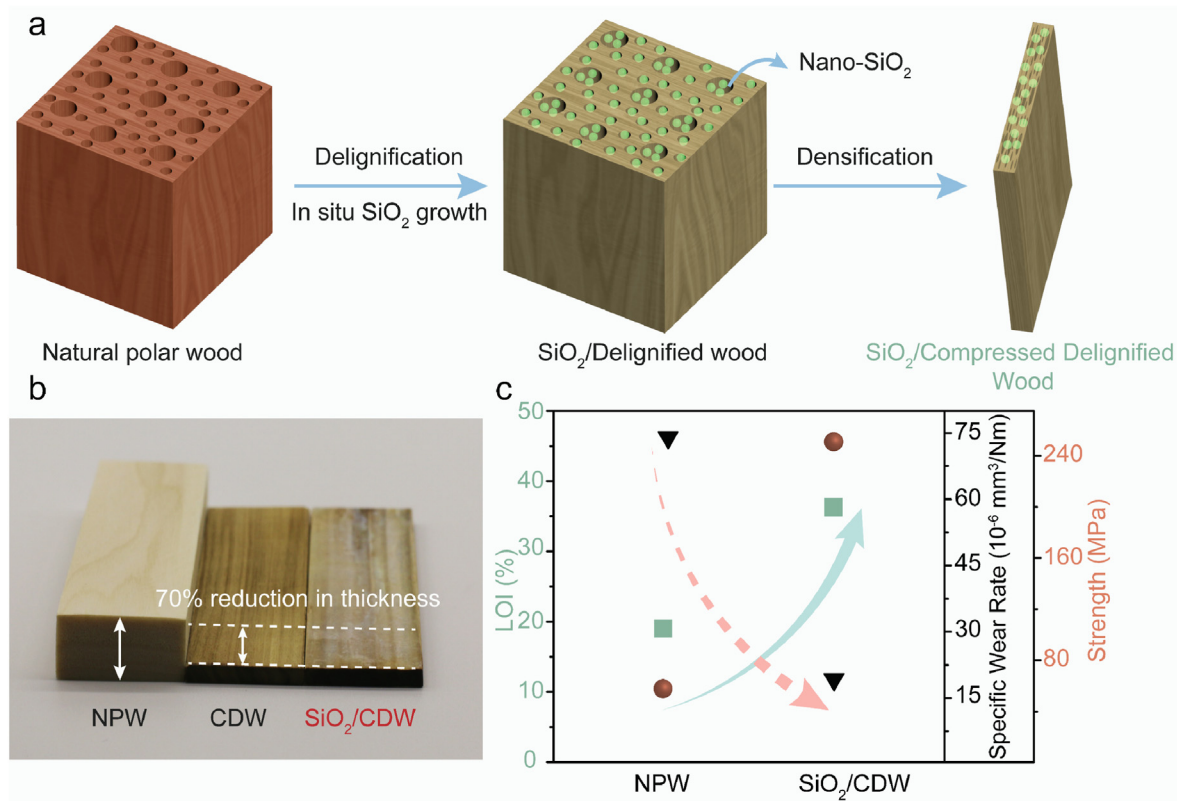 a
Nano-SiO₂
Delignification
In situ SiO₂ growth
Densification
Natural polar wood
SiO₂/Delignified wood
SiO₂/Compressed Delignified
Wood
b
70% reduction in thickness
NPW
CDW
SiO₂/CDW
c
LOI (%)
50
40
30
20
10
0
NPW
SiO₂/CDW
75
60
45
30
15
Specific Wear Rate (10⁻⁶ mm³/Nm)
240
160
80
Strength (MPa)